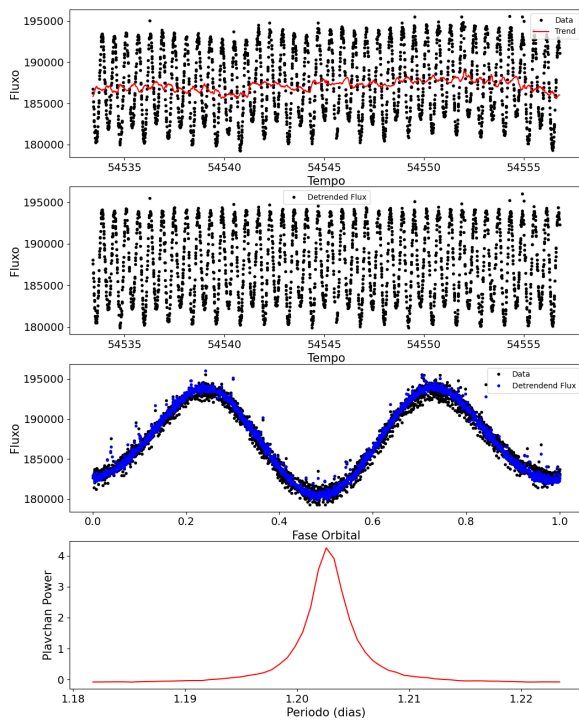 195000
190000
185000
180000
Fluxo
Data
Trend
54535
54540
54545
54550
54555
Tempo
195000
190000
185000
180000
Fluxo
Detrended Flux
54535
54540
54545
54550
54555
Tempo
195000
190000
185000
180000
Fluxo
Data
Detrendend Flux
0.0
0.2
0.4
0.6
0.8
1.0
Fase Orbital
4
3
2
1
0
Plavchan Power
1.18
1.19
1.20
1.21
1.22
Periodo (dias)